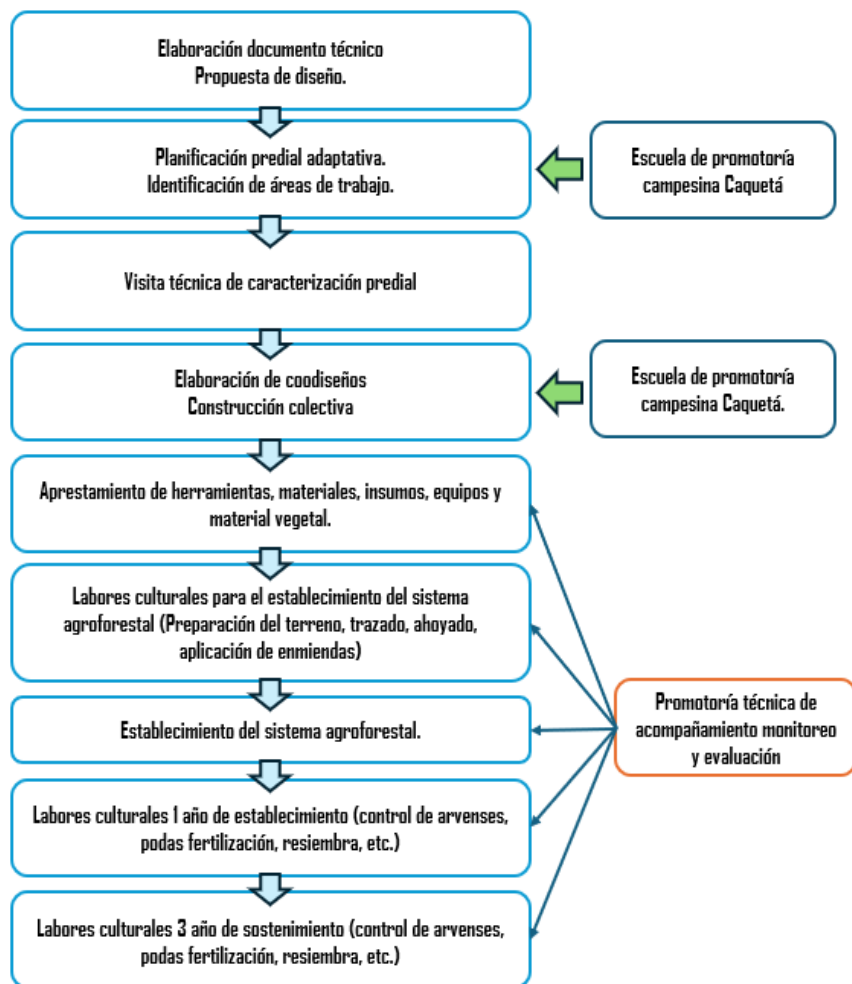 Elaboración documento técnico
Propuesta de diseño.
Planificación predial adaptativa.
Identificación de áreas de trabajo.
Escuela de promotoría
campesina Caquetá
Visita técnica de caracterización predial
Elaboración de coodiseños
Construcción colectiva
Escuela de promotoría
campesina Caquetá.
Aprestamiento de herramientas, materiales, insumos, equipos y
material vegetal.
Labores culturales para el establecimiento del sistema
agroforestal (Preparación del terreno, trazado, ahoyado,
aplicación de enmiendas)
Promotoría técnica de
acompañamiento monitoreo
y evaluación
Establecimiento del sistema agroforestal.
Labores culturales 1 año de establecimiento (control de arvenses,
podas fertilización, resiembra, etc.)
Labores culturales 3 año de sostenimiento (control de arvenses,
podas fertilización, resiembra, etc.)